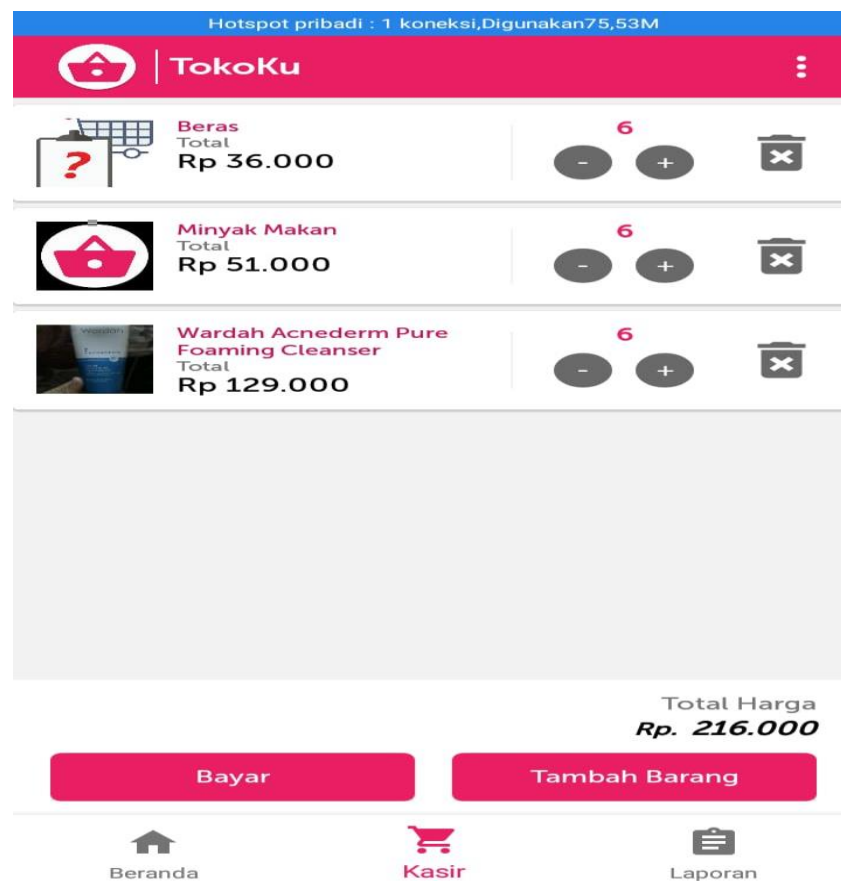 Hotspot pribadi : 1 koneksi,Digunakan75,53M
TokoKu
Beras
Total
Rp 36.000
6
- +
?
Minyak Makan
Total
Rp 51.000
6
- +
Wardah Acnederm Pure
Foaming Cleanser
Total
Rp 129.000
6
- +
wardah
Total Harga
Rp. 216.000
Bayar
Tambah Barang
Beranda
Kasir
Laporan